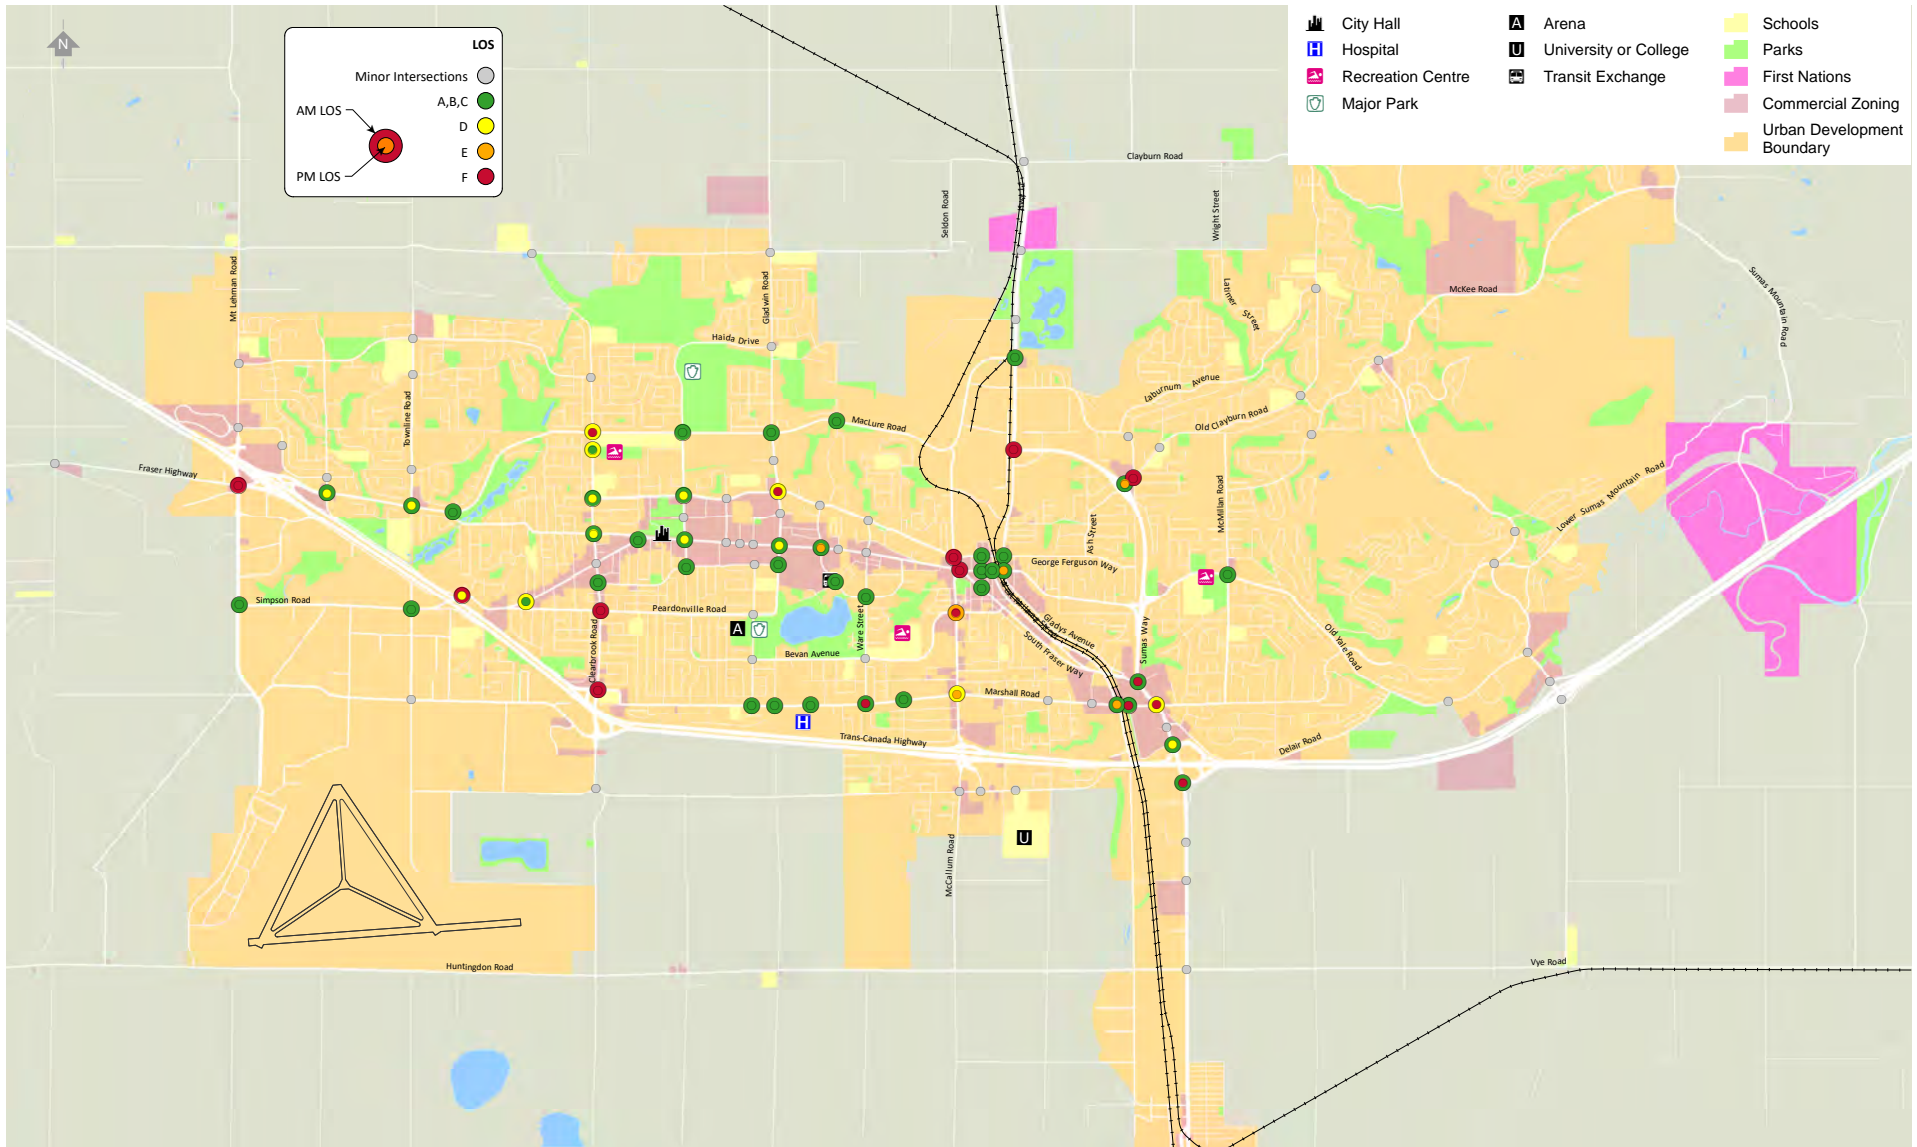 N
LOS
Minor Intersections
A,B,C
D
E
F
AM LOS
PM LOS
City Hall
H Hospital
Recreation Centre
Major Park
A Arena
U University or College
Transit Exchange
Schools
Parks
First Nations
Commercial Zoning
Urban Development
Boundary
Clayburn Road
Seldon Road
Wright Street
Mt Lehman Road
Gladwin Road
Haida Drive
Latimer
Street
McKee Road
Sumas Mountain Road
Townline Road
MacLure Road
Laburnum Avenue
Old Clayburn Road
Fraser Highway
McMillan Road
Lower Sumas Mountain Road
Ash Street
George Ferguson Way
Simpson Road
Peardonville Road
Ware Street
A
Gladys Avenue
South Fraser Way
Sumas Way
Old Yale Road
Clearbrook Road
Bevan Avenue
Marshall Road
H
Trans-Canada Highway
Delair Road
U
McCallum Road
Huntingdon Road
Vye Road